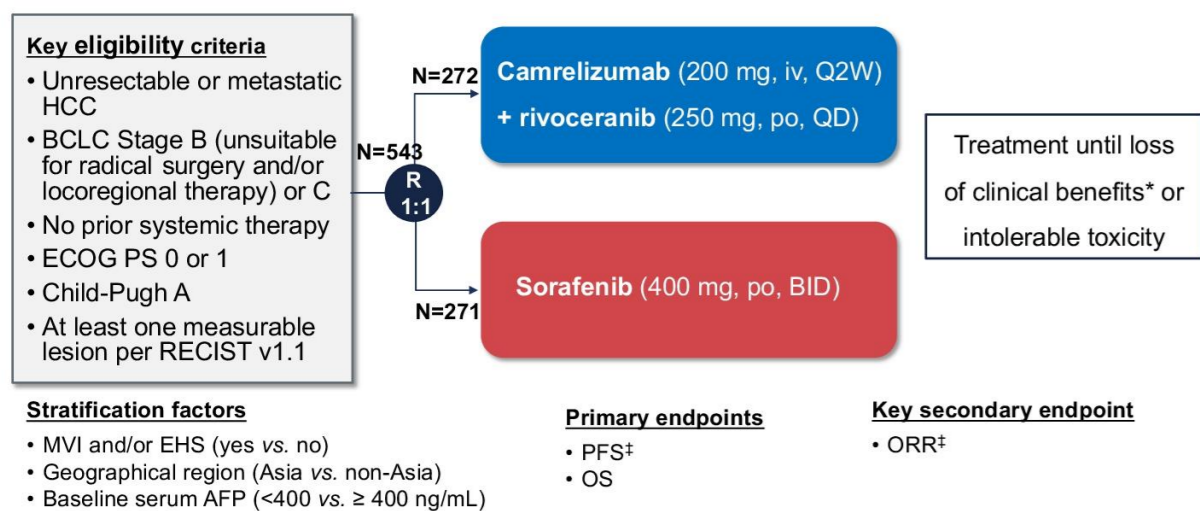 Key eligibility criteria
• Unresectable or metastatic
HCC
• BCLC Stage B (unsuitable
for radical surgery and/or
locoregional therapy) or C
• No prior systemic therapy
• ECOG PS 0 or 1
• Child-Pugh A
• At least one measurable
lesion per RECIST v1.1
N=543
R
1:1
N=272
Camrelizumab (200 mg, iv, Q2W)
+ rivoceranib (250 mg, po, QD)
N=271
Sorafenib (400 mg, po, BID)
Treatment until loss
of clinical benefits* or
intolerable toxicity
Stratification factors
• MVI and/or EHS (yes vs. no)
• Geographical region (Asia vs. non-Asia)
• Baseline serum AFP (<400 vs. ≥ 400 ng/mL)
Primary endpoints
• PFS‡
• OS
Key secondary endpoint
• ORR‡